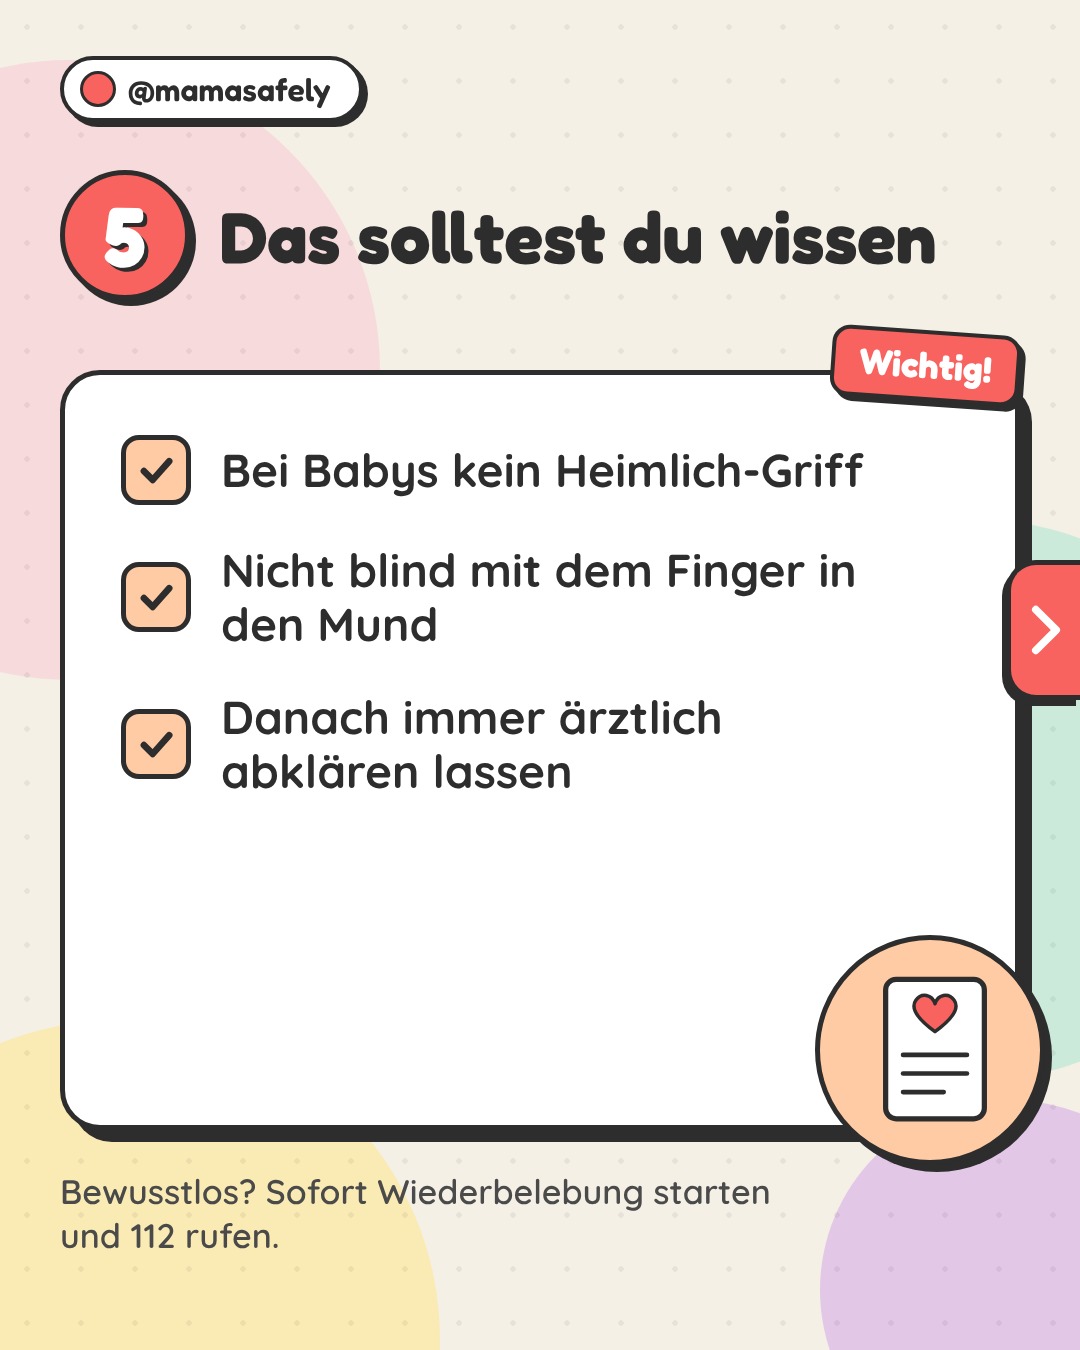 @mamasafely
5 Das solltest du wissen
Wichtig!
Bei Babys kein Heimlich-Griff
Nicht blind mit dem Finger in
den Mund
Danach immer ärztlich
abklären lassen
Bewusstlos? Sofort Wiederbelebung starten
und 112 rufen.